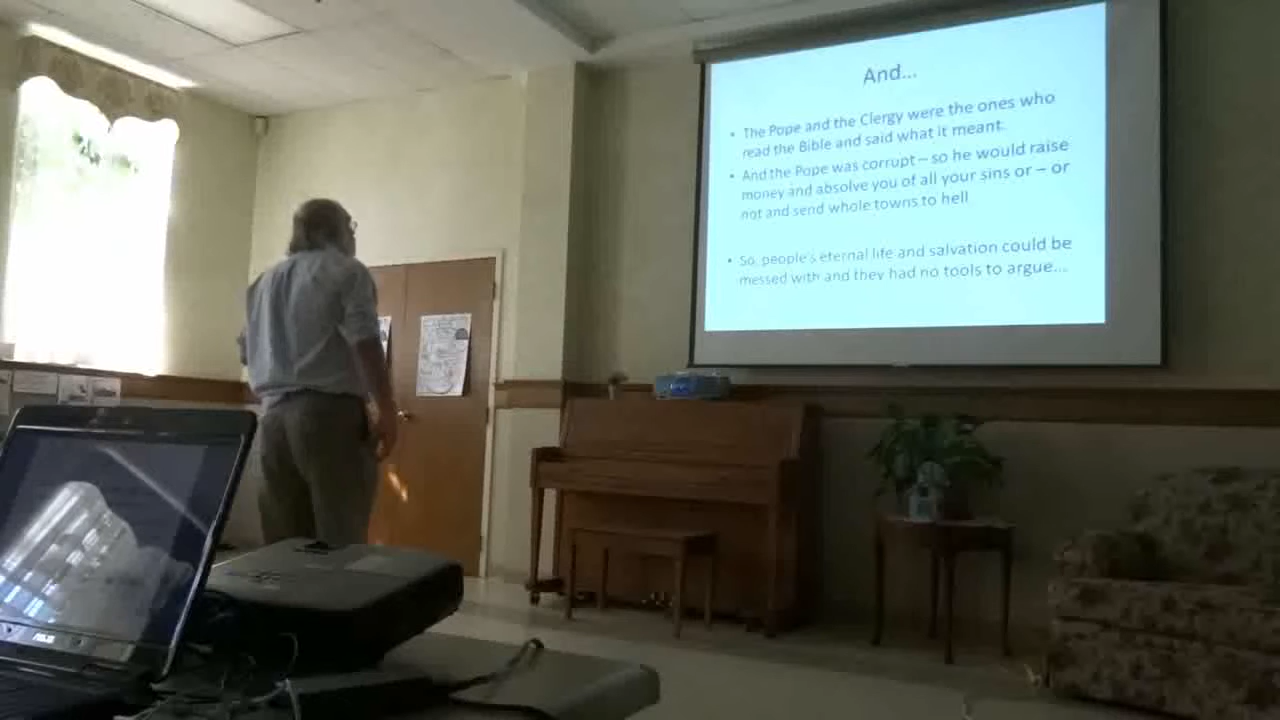 And...
• The Pope and the Clergy were the ones who
read the Bible and said what it meant.
• And the Pope was corrupt – so he would raise
money and absolve you of all your sins or – or
not and send whole towns to hell
• So, people's eternal life and salvation could be
messed with and they had no tools to argue...
ASUS